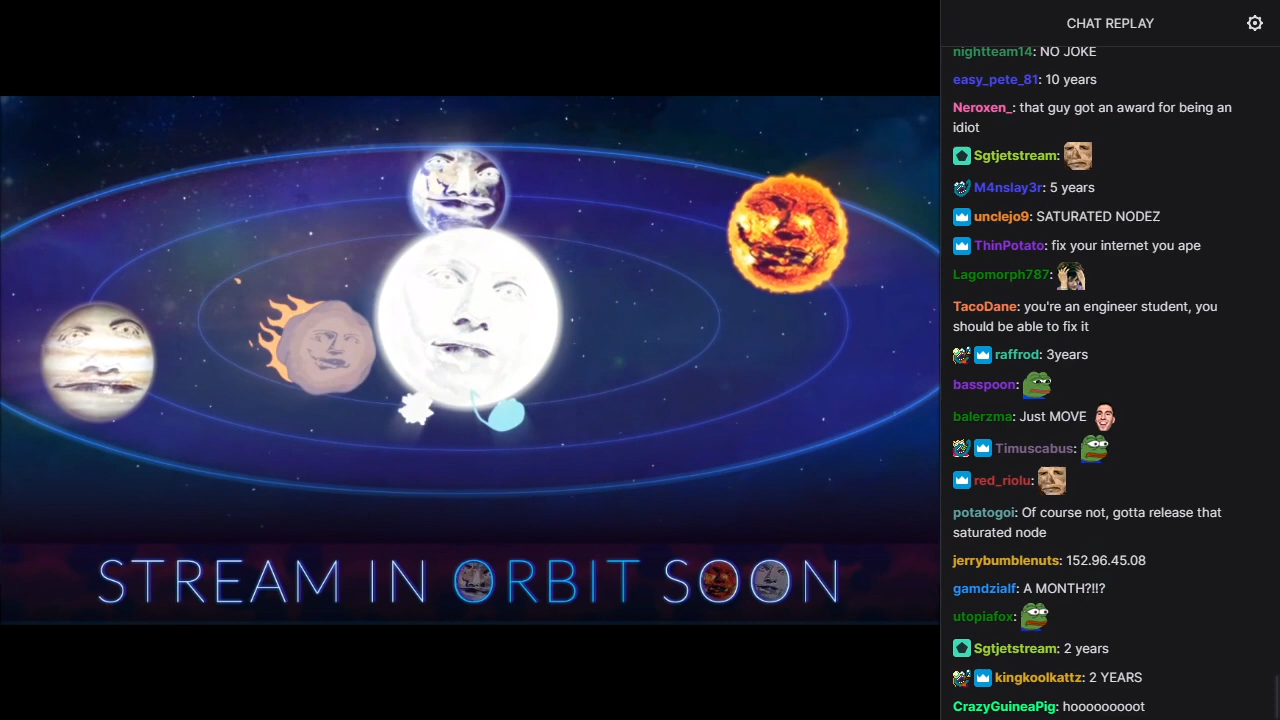 CHAT REPLAY
nightteam14: NO JOKE
easy_pete_81: 10 years
Neroxen_: that guy got an award for being an
idiot
Sgtjetstream:
M4nslay3r: 5 years
unclejo9: SATURATED NODEZ
ThinPotato: fix your internet you ape
Lagomorph787:
TacoDane: you're an engineer student, you
should be able to fix it
raffrod: 3years
basspoon:
balerzma: Just MOVE
Timuscabus:
red_riolu:
potatogoi: Of course not, gotta release that
saturated node
jerrybumblenuts: 152.96.45.08
gamdzialf: A MONTH?!!?
utopiafox:
Sgtjetstream: 2 years
kingkoolkattz: 2 YEARS
CrazyGuineaPig: hooooooooot
STREAM IN ORBIT SOON